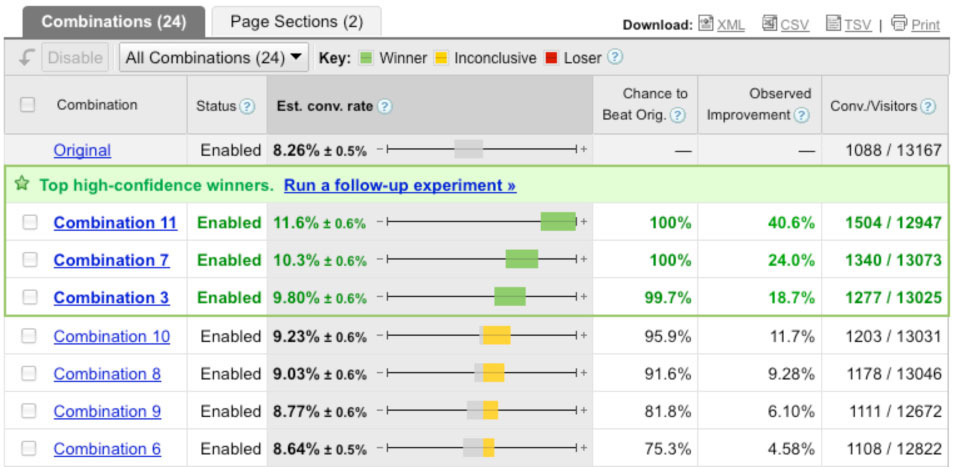 Combinations (24) Page Sections (2) Download: XML CSV TSV | Print
Disable All Combinations (24) Key: Winner Inconclusive Loser ?
Combination Status ? Est. conv. rate ? Chance to Beat Orig. ? Observed Improvement ? Conv./Visitors ?
Original Enabled 8.26% ± 0.5% - + — — 1088 / 13167
Top high-confidence winners. Run a follow-up experiment »
Combination 11 Enabled 11.6% ± 0.6% - + 100% 40.6% 1504 / 12947
Combination 7 Enabled 10.3% ± 0.6% - + 100% 24.0% 1340 / 13073
Combination 3 Enabled 9.80% ± 0.6% - + 99.7% 18.7% 1277 / 13025
Combination 10 Enabled 9.23% ± 0.6% - + 95.9% 11.7% 1203 / 13031
Combination 8 Enabled 9.03% ± 0.6% - + 91.6% 9.28% 1178 / 13046
Combination 9 Enabled 8.77% ± 0.6% - + 81.8% 6.10% 1111 / 12672
Combination 6 Enabled 8.64% ± 0.5% - + 75.3% 4.58% 1108 / 12822